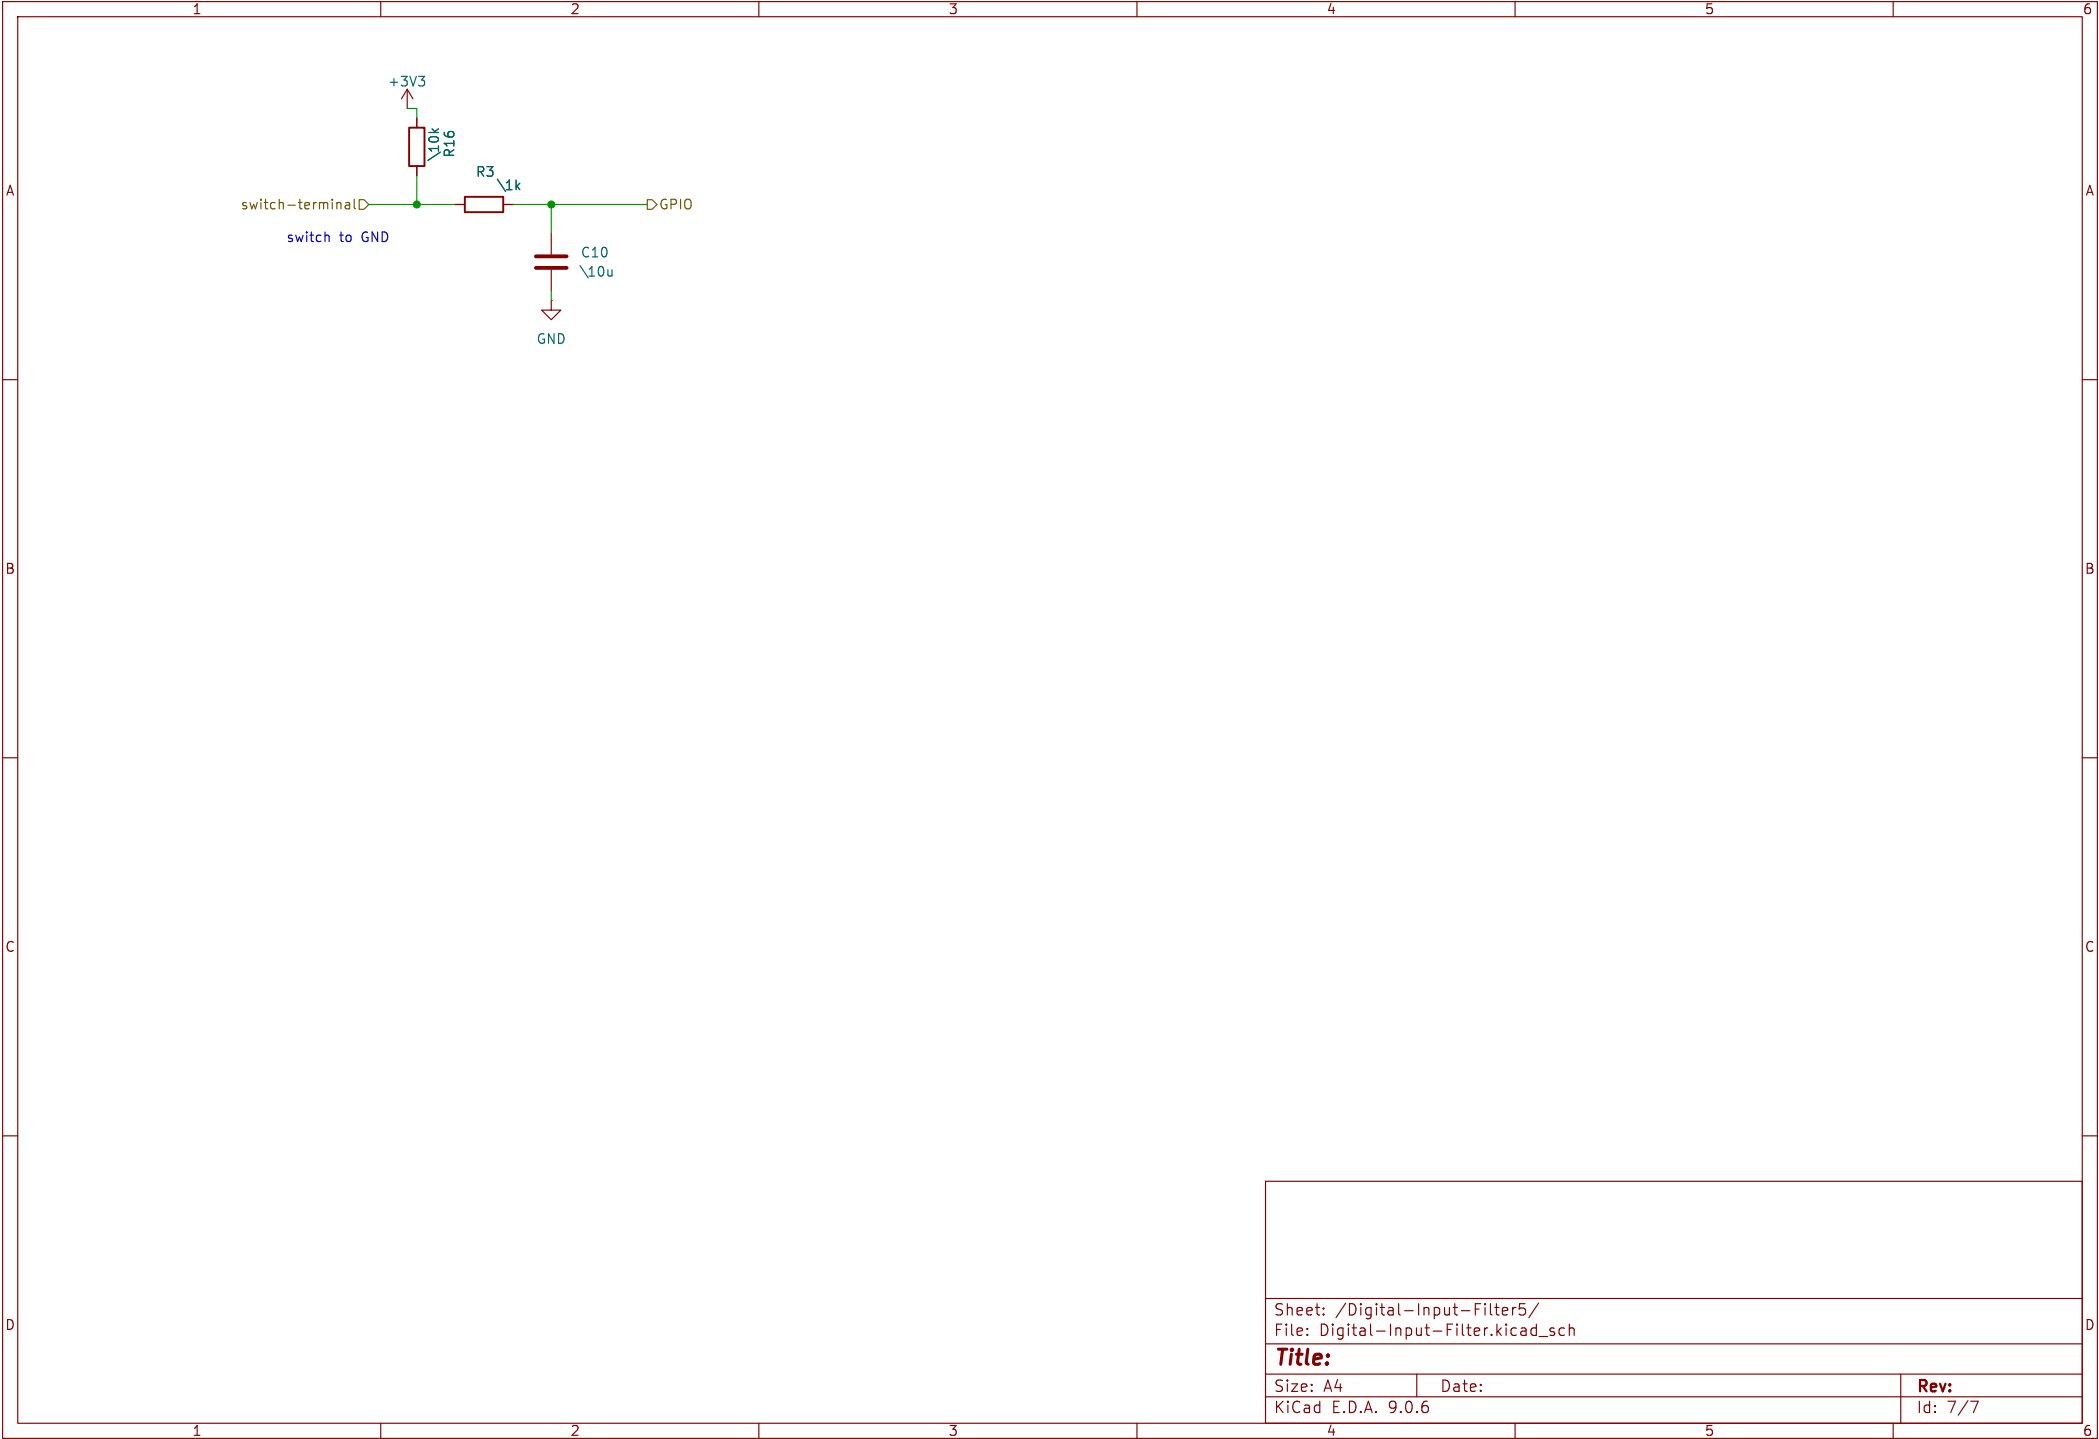 1 2 3 4 5 6
+3V3
\10k
R16
R3
\1k
A A
switch-terminal GPIO
switch to GND
C10
\10u
GND
B B
C C
Sheet: /Digital-Input-Filter5/
D D
File: Digital-Input-Filter.kicad_sch
Title:
Size: A4 Date: Rev:
KiCad E.D.A. 9.0.6 Id: 7/7
1 2 3 4 5 6